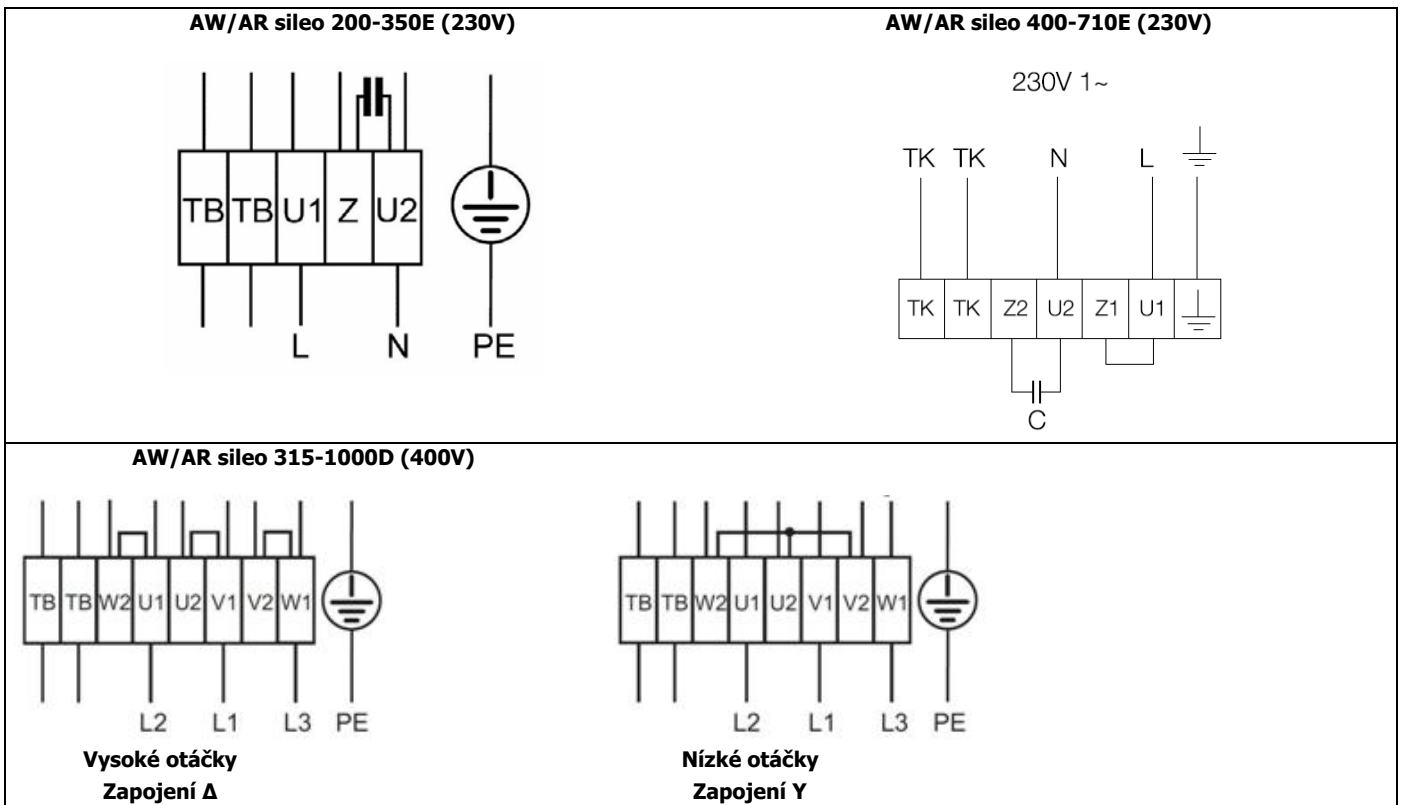 AW/AR sileo 200-350E (230V)
TB TB U1 Z U2
L N PE
AW/AR sileo 400-710E (230V)
230V 1~
TK TK N L
TK TK Z2 U2 Z1 U1
C
AW/AR sileo 315-1000D (400V)
TB TB W2 U1 U2 V1 V2 W1
L2 L1 L3 PE
Vysoké otáčky
Zapojení Δ
TB TB W2 U1 U2 V1 V2 W1
L2 L1 L3 PE
Nízké otáčky
Zapojení Y